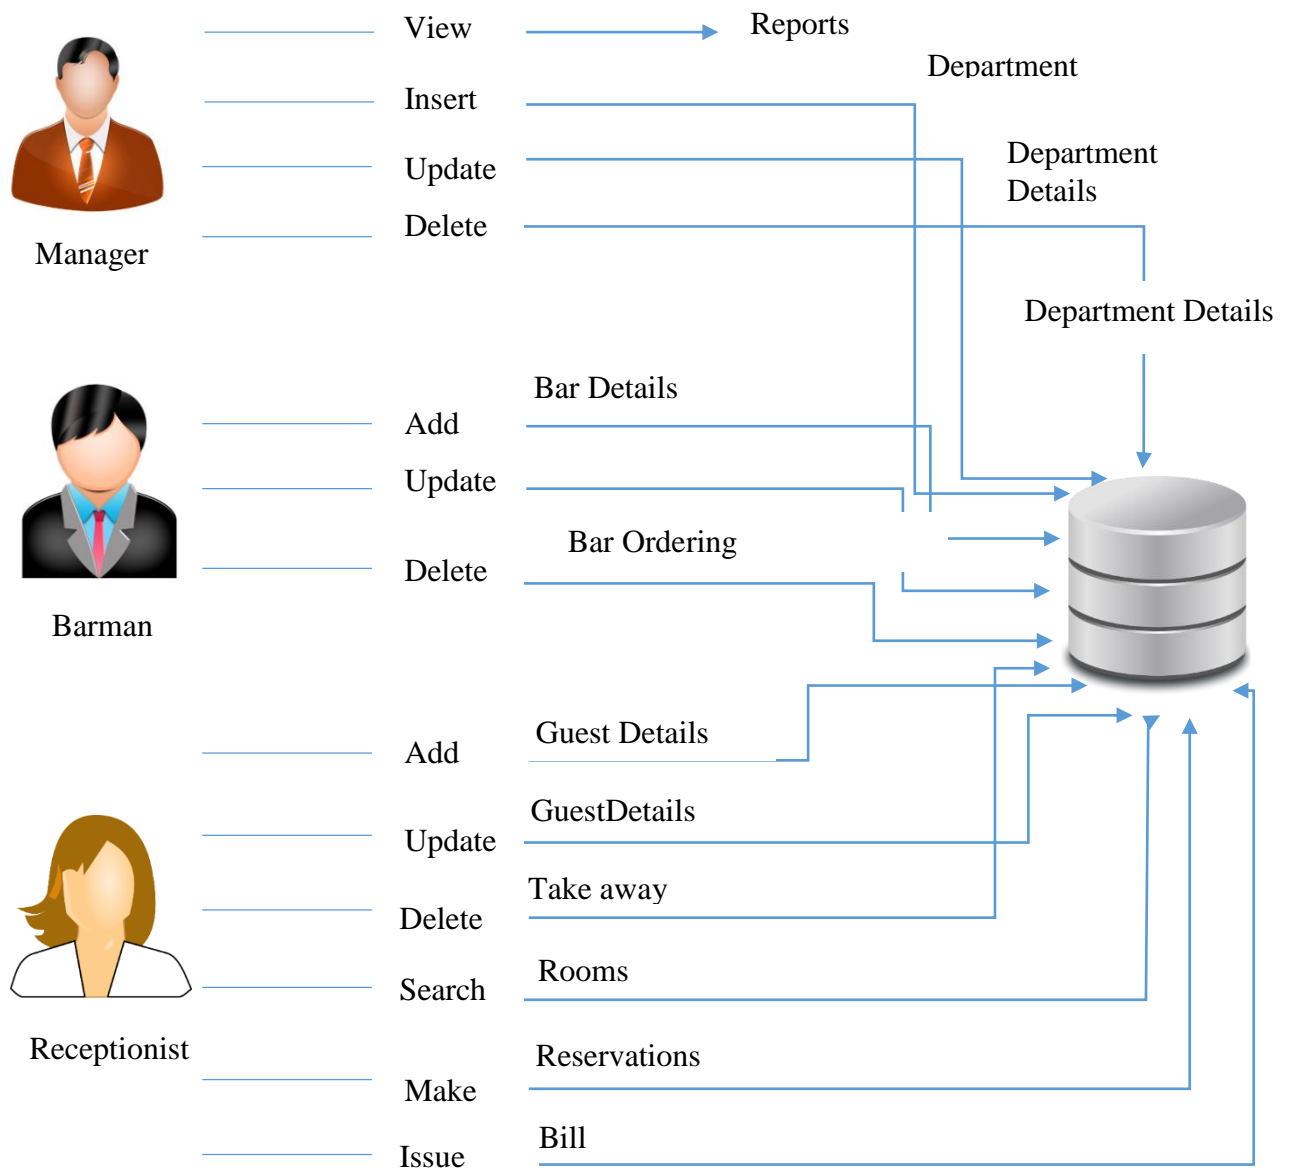 View
Reports
Department
Insert
Department
Details
Update
Delete
Manager
Department Details
Bar Details
Add
Update
Bar Ordering
Delete
Barman
Guest Details
Add
GuestDetails
Update
Take away
Delete
Rooms
Search
Receptionist
Reservations
Make
Bill
Issue